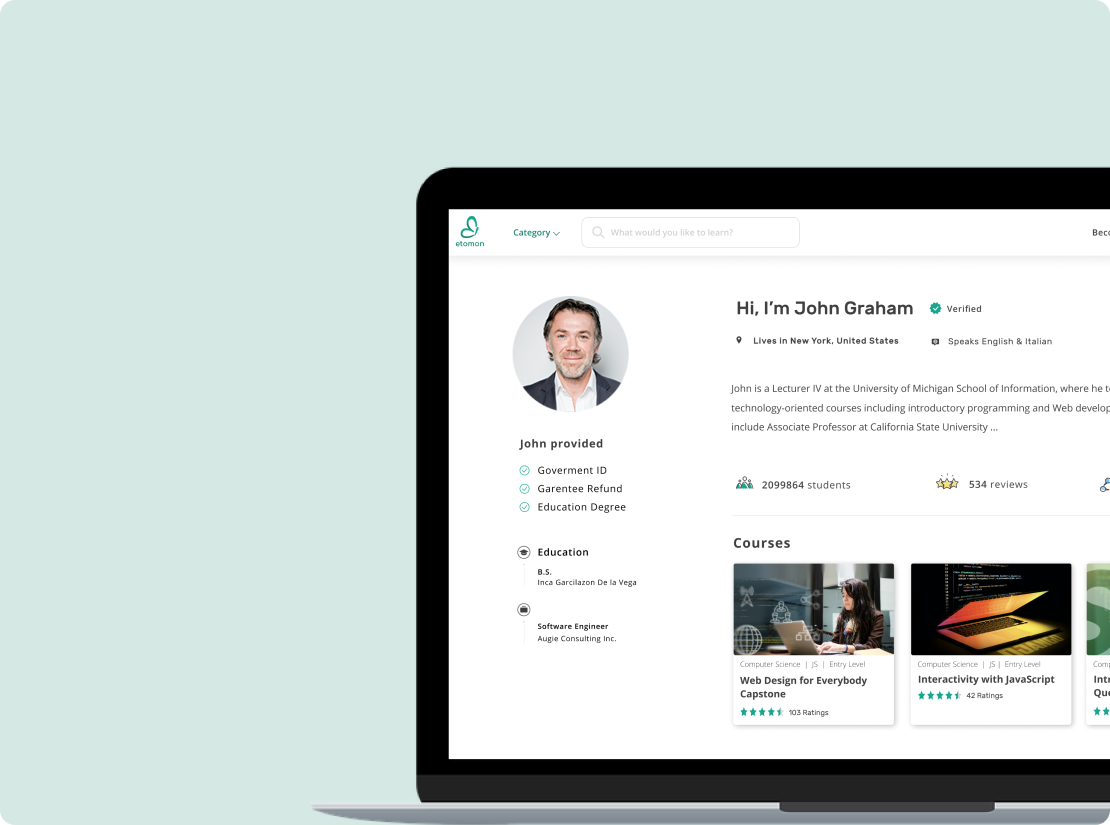 etomon
Category
What would you like to learn?
Hi, I'm John Graham
Verified
Lives in New York, United States
Speaks English & Italian
John is a Lecturer IV at the University of Michigan School of Information, where he
technology-oriented courses including introductory programming and Web
include Associate Professor at California State University ...
2099864 students
534 reviews
John provided
Goverment ID
Garentee Refund
Education Degree
Education
B.S.
Inca Garcilazon De la Vega
Software Engineer
Augie Consulting Inc.
Courses
Computer Science | JS | Entry Level
Web Design for Everybody
Capstone
103 Ratings
Computer Science | JS | Entry Level
Interactivity with JavaScript
42 Ratings